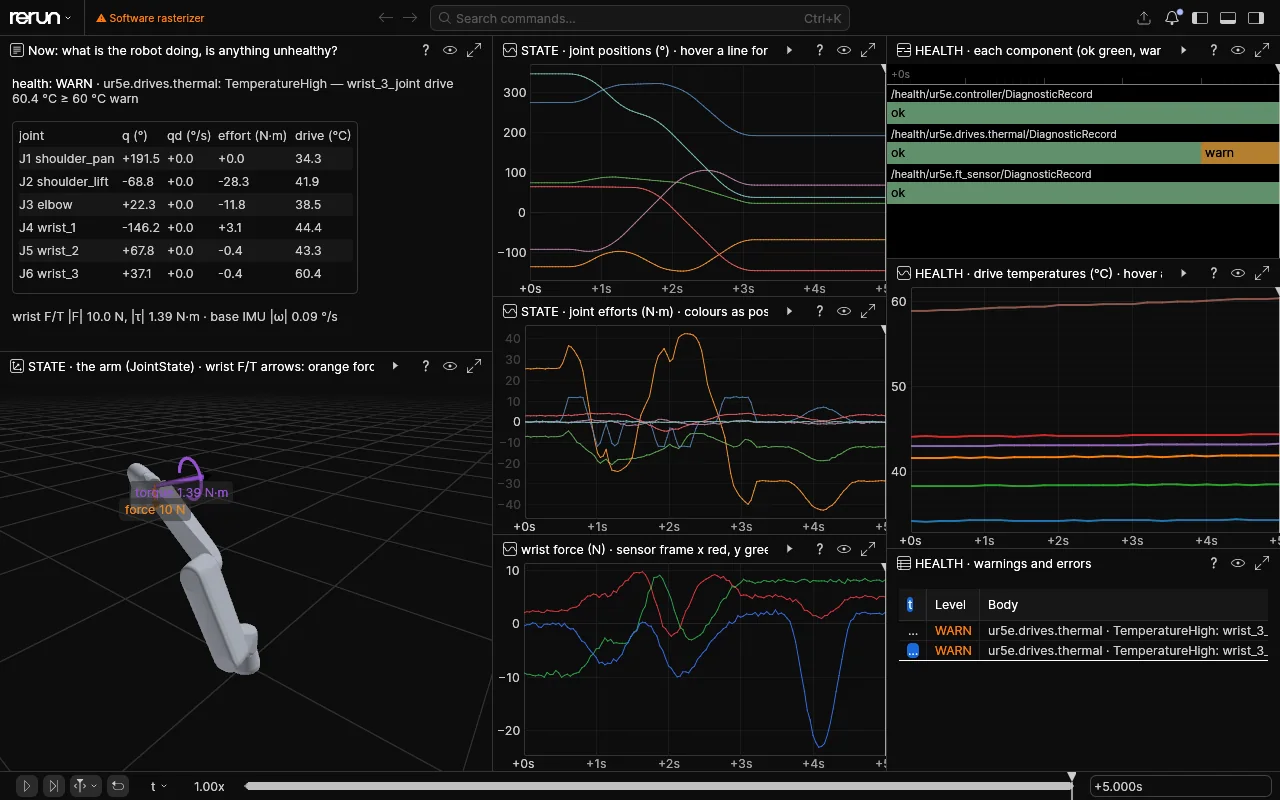 rerun
Software rasterizer
Search commands...
Ctrl+K
Now: what is the robot doing, is anything unhealthy?
health: WARN · ur5e.drives.thermal: TemperatureHigh — wrist_3_joint drive
60.4 °C ≥ 60 °C warn
joint q (°) qd (°/s) effort (N·m) drive (°C)
J1 shoulder_pan +191.5 +0.0 +0.0 34.3
J2 shoulder_lift -68.8 +0.0 -28.3 41.9
J3 elbow +22.3 +0.0 -11.8 38.5
J4 wrist_1 -146.2 +0.0 +3.1 44.4
J5 wrist_2 +67.8 +0.0 -0.4 43.3
J6 wrist_3 +37.1 +0.0 -0.4 60.4
wrist F/T |F| 10.0 N, |τ| 1.39 N·m · base IMU |ω| 0.09 °/s
STATE · the arm (JointState) · wrist F/T arrows: orange forc
torque 1.39 N·m
force 10 N
STATE · joint positions (°) · hover a line for
300
200
100
0
−100
+0s +1s +2s +3s +4s +5
STATE · joint efforts (N·m) · colours as pos
40
30
20
10
0
−10
−20
−30
−40
+0s +1s +2s +3s +4s +5
wrist force (N) · sensor frame x red, y gree
10
0
−10
−20
+0s +1s +2s +3s +4s +5
HEALTH · each component (ok green, war
+0s
/health/ur5e.controller/DiagnosticRecord
ok
/health/ur5e.drives.thermal/DiagnosticRecord
ok warn
/health/ur5e.ft_sensor/DiagnosticRecord
ok
HEALTH · drive temperatures (°C) · hover a
60
50
40
+0s +1s +2s +3s +4s +5
HEALTH · warnings and errors
t Level Body
... WARN ur5e.drives.thermal · TemperatureHigh: wrist_3_
... WARN ur5e.drives.thermal · TemperatureHigh: wrist_3_
t
1.00x
+5.000s